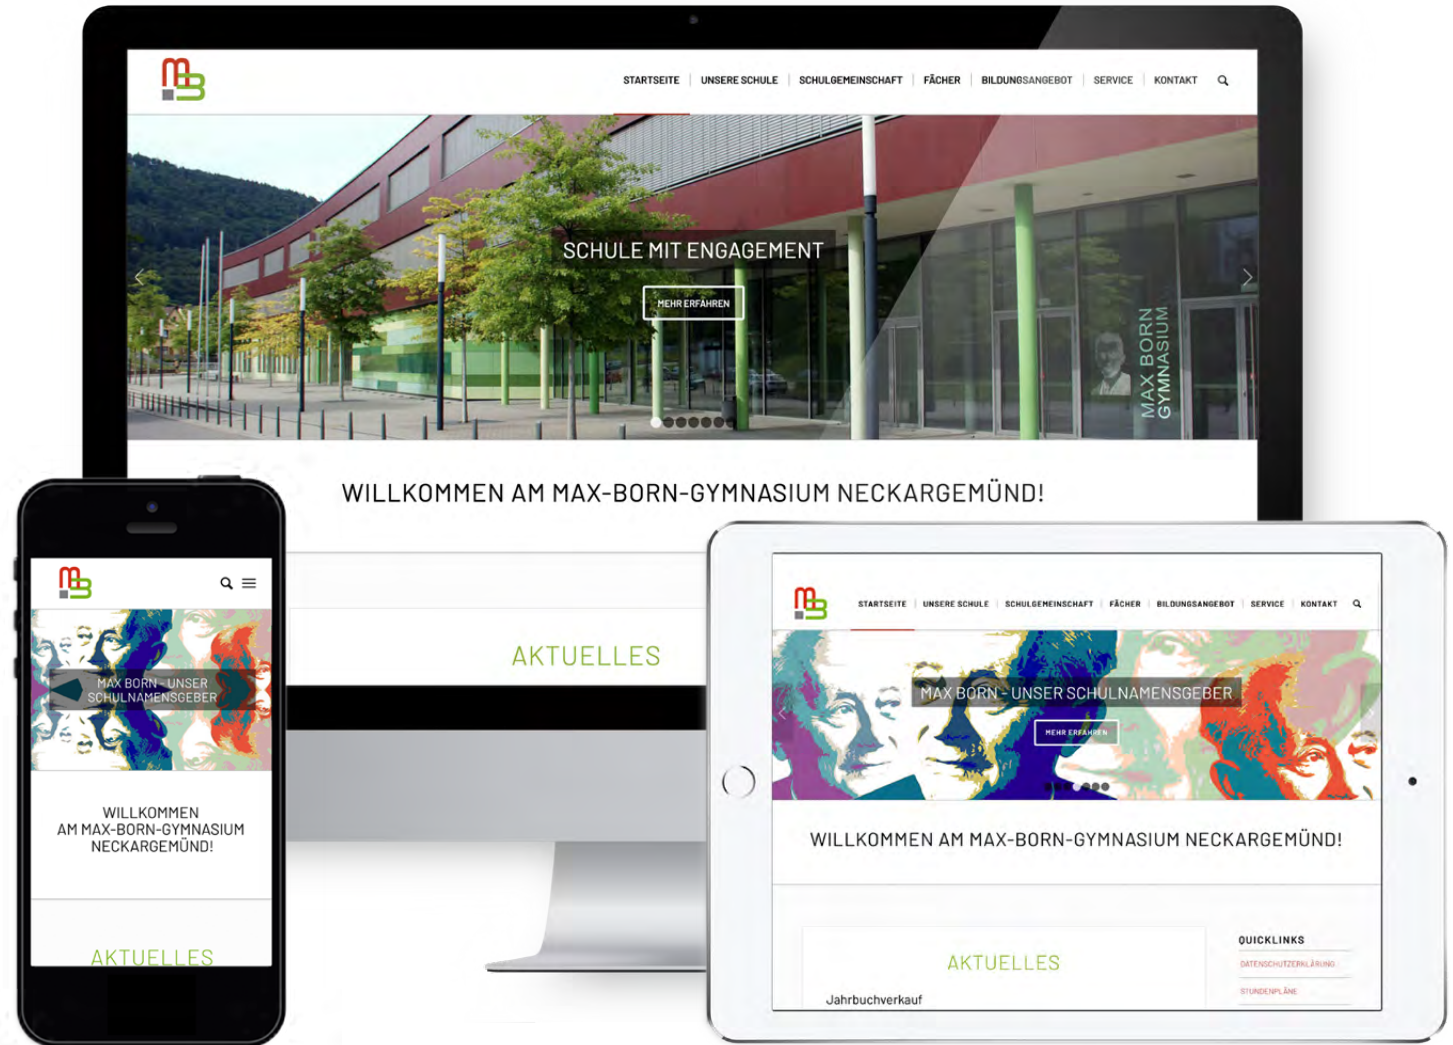 STARTSEITE UNSERE SCHULE SCHULGEMEINSCHAFT FÄCHER BILDUNGSANGEBOT SERVICE KONTAKT
SCHULE MIT ENGAGEMENT
MEHR ERFAHREN
MAX BORN
GYMNASIUM
WILLKOMMEN AM MAX-BORN-GYMNASIUM NECKARGEMÜND!
AKTUELLES
MAX BORN - UNSER
SCHULNAMENSGEBER
WILLKOMMEN
AM MAX-BORN-GYMNASIUM
NECKARGEMÜND!
AKTUELLES
STARTSEITE UNSERE SCHULE SCHULGEMEINSCHAFT FÄCHER BILDUNGSANGEBOT SERVICE KONTAKT
MAX BORN - UNSER SCHULNAMENSGEBER
MEHR ERFAHREN
WILLKOMMEN AM MAX-BORN-GYMNASIUM NECKARGEMÜND!
AKTUELLES
Jahrbuchverkauf
QUICKLINKS
DATENSCHUTZERKLÄRUNG
STUNDENPLÄNE